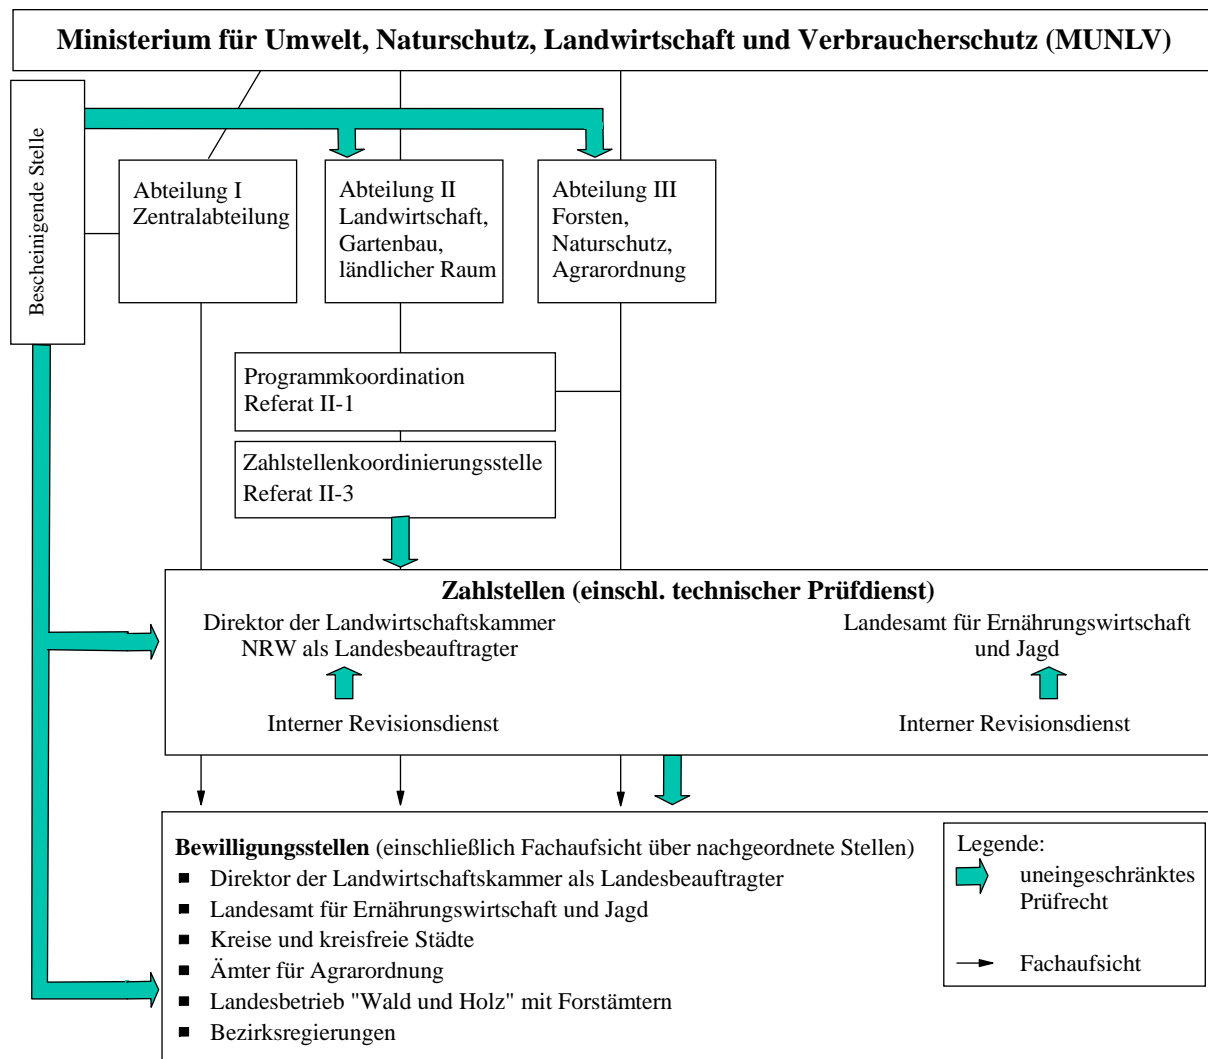 Ministerium für Umwelt, Naturschutz, Landwirtschaft und Verbraucherschutz (MUNLV)
Bescheinigende Stelle
Abteilung I
Zentralabteilung
Abteilung II
Landwirtschaft,
Gartenbau,
ländlicher Raum
Abteilung III
Forsten,
Naturschutz,
Agrarordnung
Programmkoordination
Referat II-1
Zahlstellenkoordinierungsstelle
Referat II-3
Zahlstellen (einschl. technischer Prüfdienst)
Direktor der Landwirtschaftskammer
NRW als Landesbeauftragter
Interner Revisionsdienst
Landesamt für Ernährungswirtschaft
und Jagd
Interner Revisionsdienst
Bewilligungsstellen (einschließlich Fachaufsicht über nachgeordnete Stellen)
■ Direktor der Landwirtschaftskammer als Landesbeauftragter
■ Landesamt für Ernährungswirtschaft und Jagd
■ Kreise und kreisfreie Städte
■ Ämter für Agrarordnung
■ Landesbetrieb "Wald und Holz" mit Forstämtern
■ Bezirksregierungen
Legende:
uneingeschränktes
Prüfrecht
Fachaufsicht